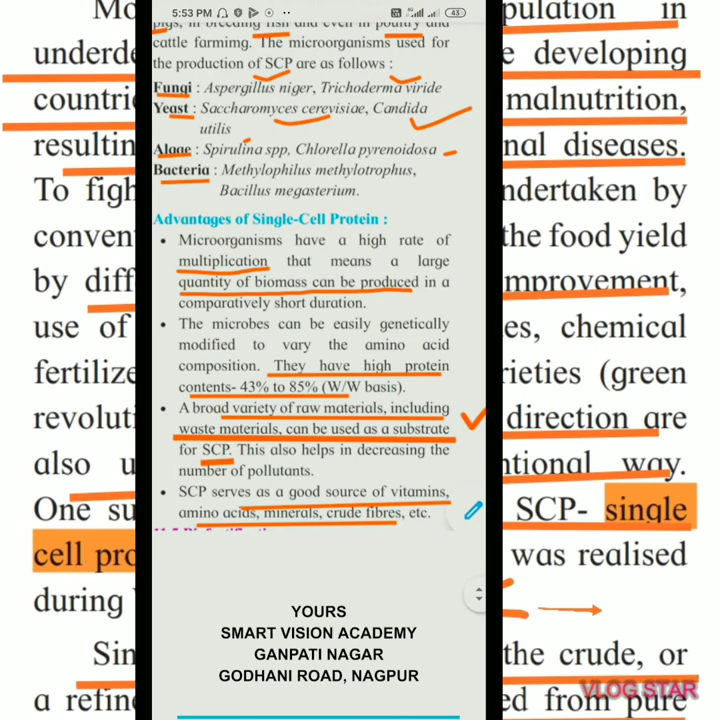 5:53 PM
4G
43
pigs, in breeding fish and even in poultry and
cattle farmimg. The microorganisms used for
the production of SCP are as follows :
Fungi : Aspergillus niger, Trichoderma viride
Yeast : Saccharomyces cerevisiae, Candida
utilis
Algae : Spirulina spp, Chlorella pyrenoidosa
Bacteria : Methylophilus methylotrophus,
Bacillus megasterium.
Advantages of Single-Cell Protein :
• Microorganisms have a high rate of
multiplication that means a large
quantity of biomass can be produced in a
comparatively short duration.
• The microbes can be easily genetically
modified to vary the amino acid
composition. They have high protein
contents- 43% to 85% (W/W basis).
• A broad variety of raw materials, including
waste materials, can be used as a substrate
for SCP. This also helps in decreasing the
number of pollutants.
• SCP serves as a good source of vitamins,
amino acids, minerals, crude fibres, etc.
YOURS
SMART VISION ACADEMY
GANPATI NAGAR
GODHANI ROAD, NAGPUR
Mo
underde
countri
resultin
To figh
conven
by diff
use of
fertilize
revoluti
also u
One su
cell pro
during
Sin
a refine
pulation in
e developing
malnutrition,
nal diseases.
ndertaken by
the food yield
mprovement,
es, chemical
rieties (green
direction are
ntional way.
SCP- single
was realised
the crude, or
ed from pure
VLOG STAR